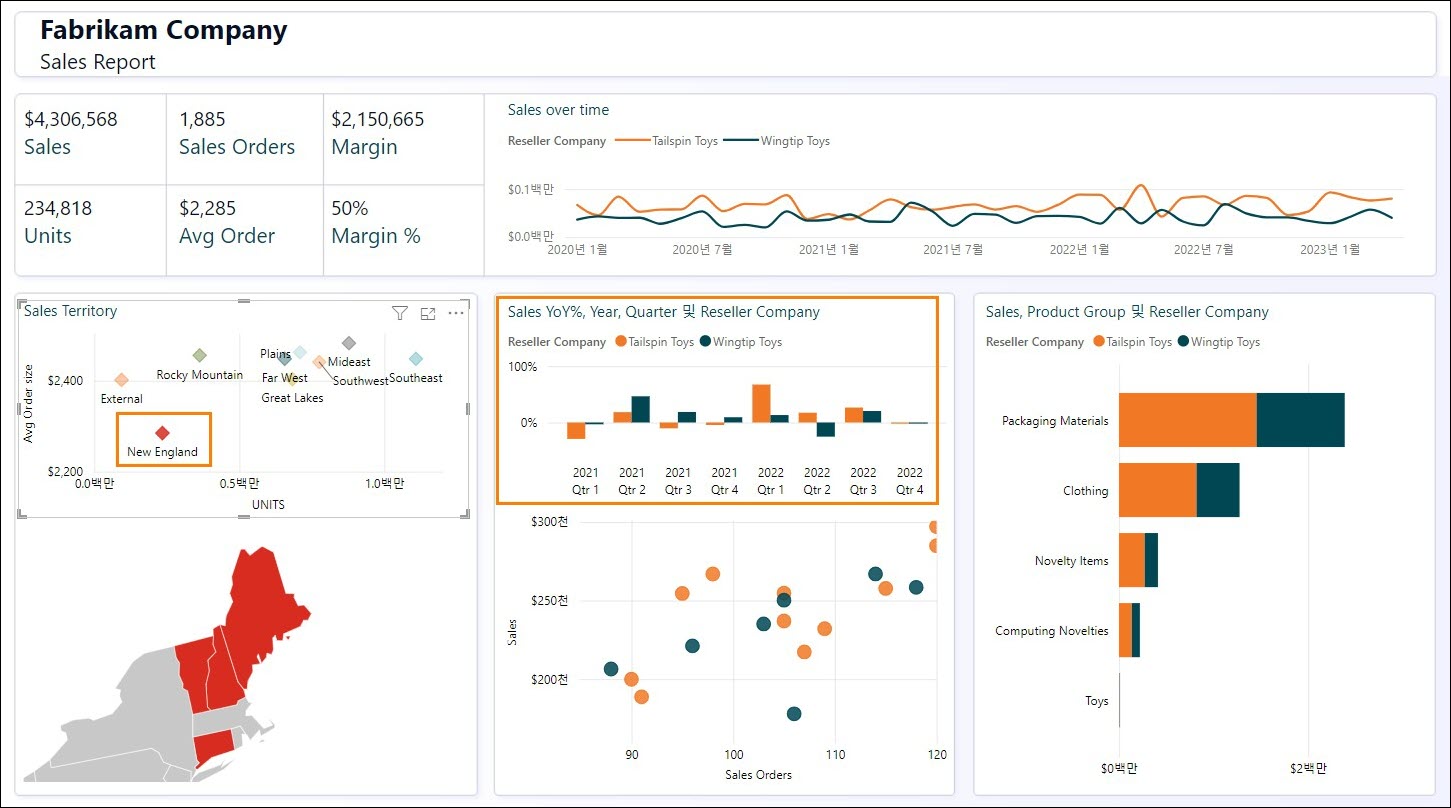 Fabrikam Company
Sales Report
$4,306,568
Sales
1,885
Sales Orders
$2,150,665
Margin
234,818
Units
$2,285
Avg Order
50%
Margin %
Sales over time
Reseller Company Tailspin Toys Wingtip Toys
$0.1백만
$0.0백만
2020년 1월 2020년 7월 2021년 1월 2021년 7월 2022년 1월 2022년 7월 2023년 1월
Sales Territory
Avg Order size
$2,400
$2,200
Plains
Mideast
Rocky Mountain
Far West
Southwest
Southeast
External
Great Lakes
New England
0.0백만 0.5백만 1.0백만
UNITS
Sales YoY%, Year, Quarter 및 Reseller Company
Reseller Company Tailspin Toys Wingtip Toys
100%
0%
2021 2021 2021 2021 2022 2022 2022 2022
Qtr 1 Qtr 2 Qtr 3 Qtr 4 Qtr 1 Qtr 2 Qtr 3 Qtr 4
$300천
$250천
$200천
Sales
90 100 110 120
Sales Orders
Sales, Product Group 및 Reseller Company
Reseller Company Tailspin Toys Wingtip Toys
Packaging Materials
Clothing
Novelty Items
Computing Novelties
Toys
$0백만 $2백만